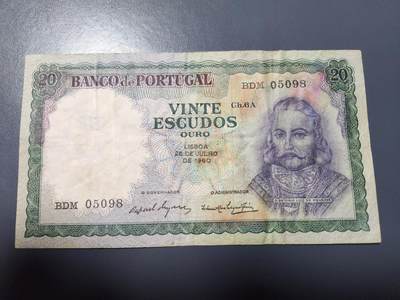 20
20
BANCO de PORTUGAL
BDM 05098
VINTE
Ch.6A
ESCUDOS
OURO
LISBOA
26 DE JULHO
DE 1960
O GOVERNADOR
O ADMINISTRADOR
BDM 05098